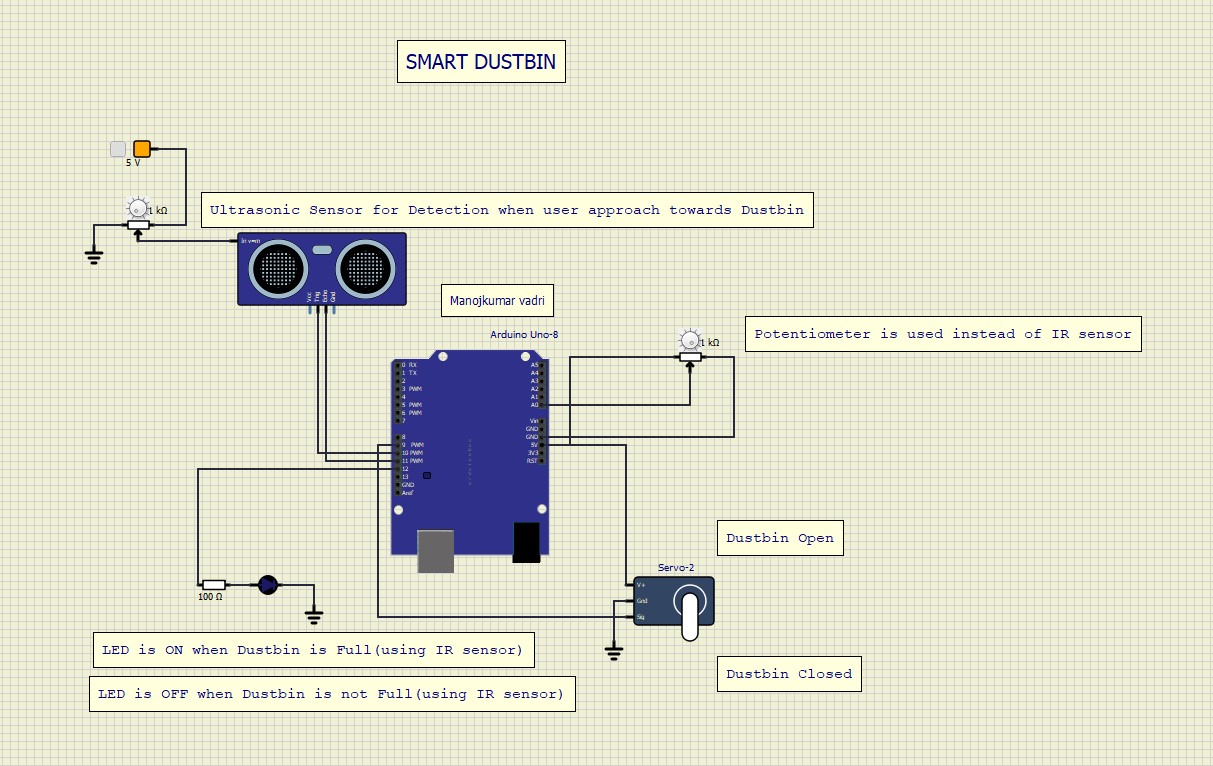 SMART DUSTBIN
5 V
1 kΩ
Ultrasonic Sensor for Detection when user approach towards Dustbin
In v=m
Vcc
Trig
Echo
Gnd
Manojkumar vadri
Arduino Uno-8
1 kΩ
Potentiometer is used instead of IR sensor
0 RX
1 TX
2
3 PWM
4
5 PWM
6 PWM
7
8
9 PWM
10 PWM
11 PWM
12
13
GND
Aref
A5
A4
A3
A2
A1
A0
Vin
GND
GND
5V
3V3
RST
Dustbin Open
Servo-2
V+
Gnd
Sig
100 Ω
LED is ON when Dustbin is Full(using IR sensor)
LED is OFF when Dustbin is not Full(using IR sensor)
Dustbin Closed